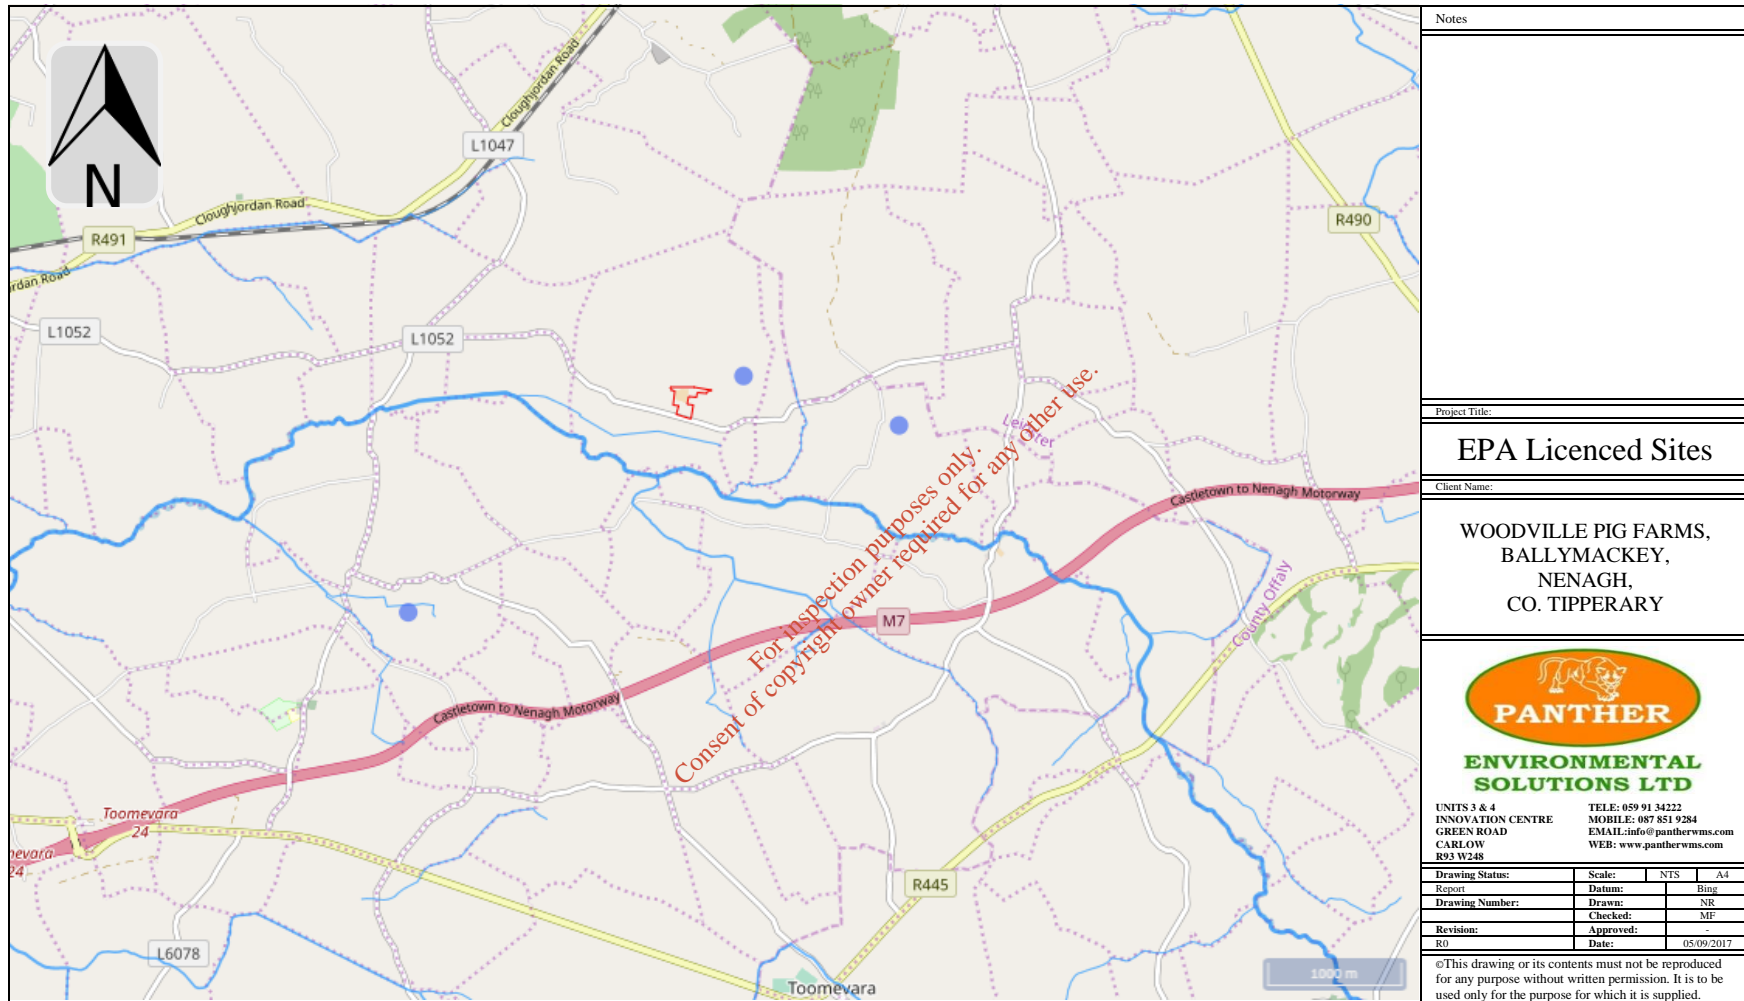 N
Cloughjordan Road
L1047
Cloughjordan Road
R491
rdan Road
R490
L1052
L1052
Leinster
Castletown to Nenagh Motorway
County Offaly
M7
Castletown to Nenagh Motorway
Toomevara
24
nevara
24
R445
L6078
Toomevara
1000 m
For inspection purposes only.
Consent of copyright owner required for any other use.
Notes
Project Title:
EPA Licenced Sites
Client Name:
WOODVILLE PIG FARMS,
BALLYMACKEY,
NENAGH,
CO. TIPPERARY
PANTHER
ENVIRONMENTAL
SOLUTIONS LTD
UNITS 3 & 4
INNOVATION CENTRE
GREEN ROAD
CARLOW
R93 W248
TELE: 059 91 34222
MOBILE: 087 851 9284
EMAIL:info@pantherwms.com
WEB: www.pantherwms.com
Drawing Status: Scale: NTS A4
Report Datum: Bing
Drawing Number: Drawn: NR
Checked: MF
Revision: Approved: -
R0 Date: 05/09/2017
©This drawing or its contents must not be reproduced
for any purpose without written permission. It is to be
used only for the purpose for which it is supplied.